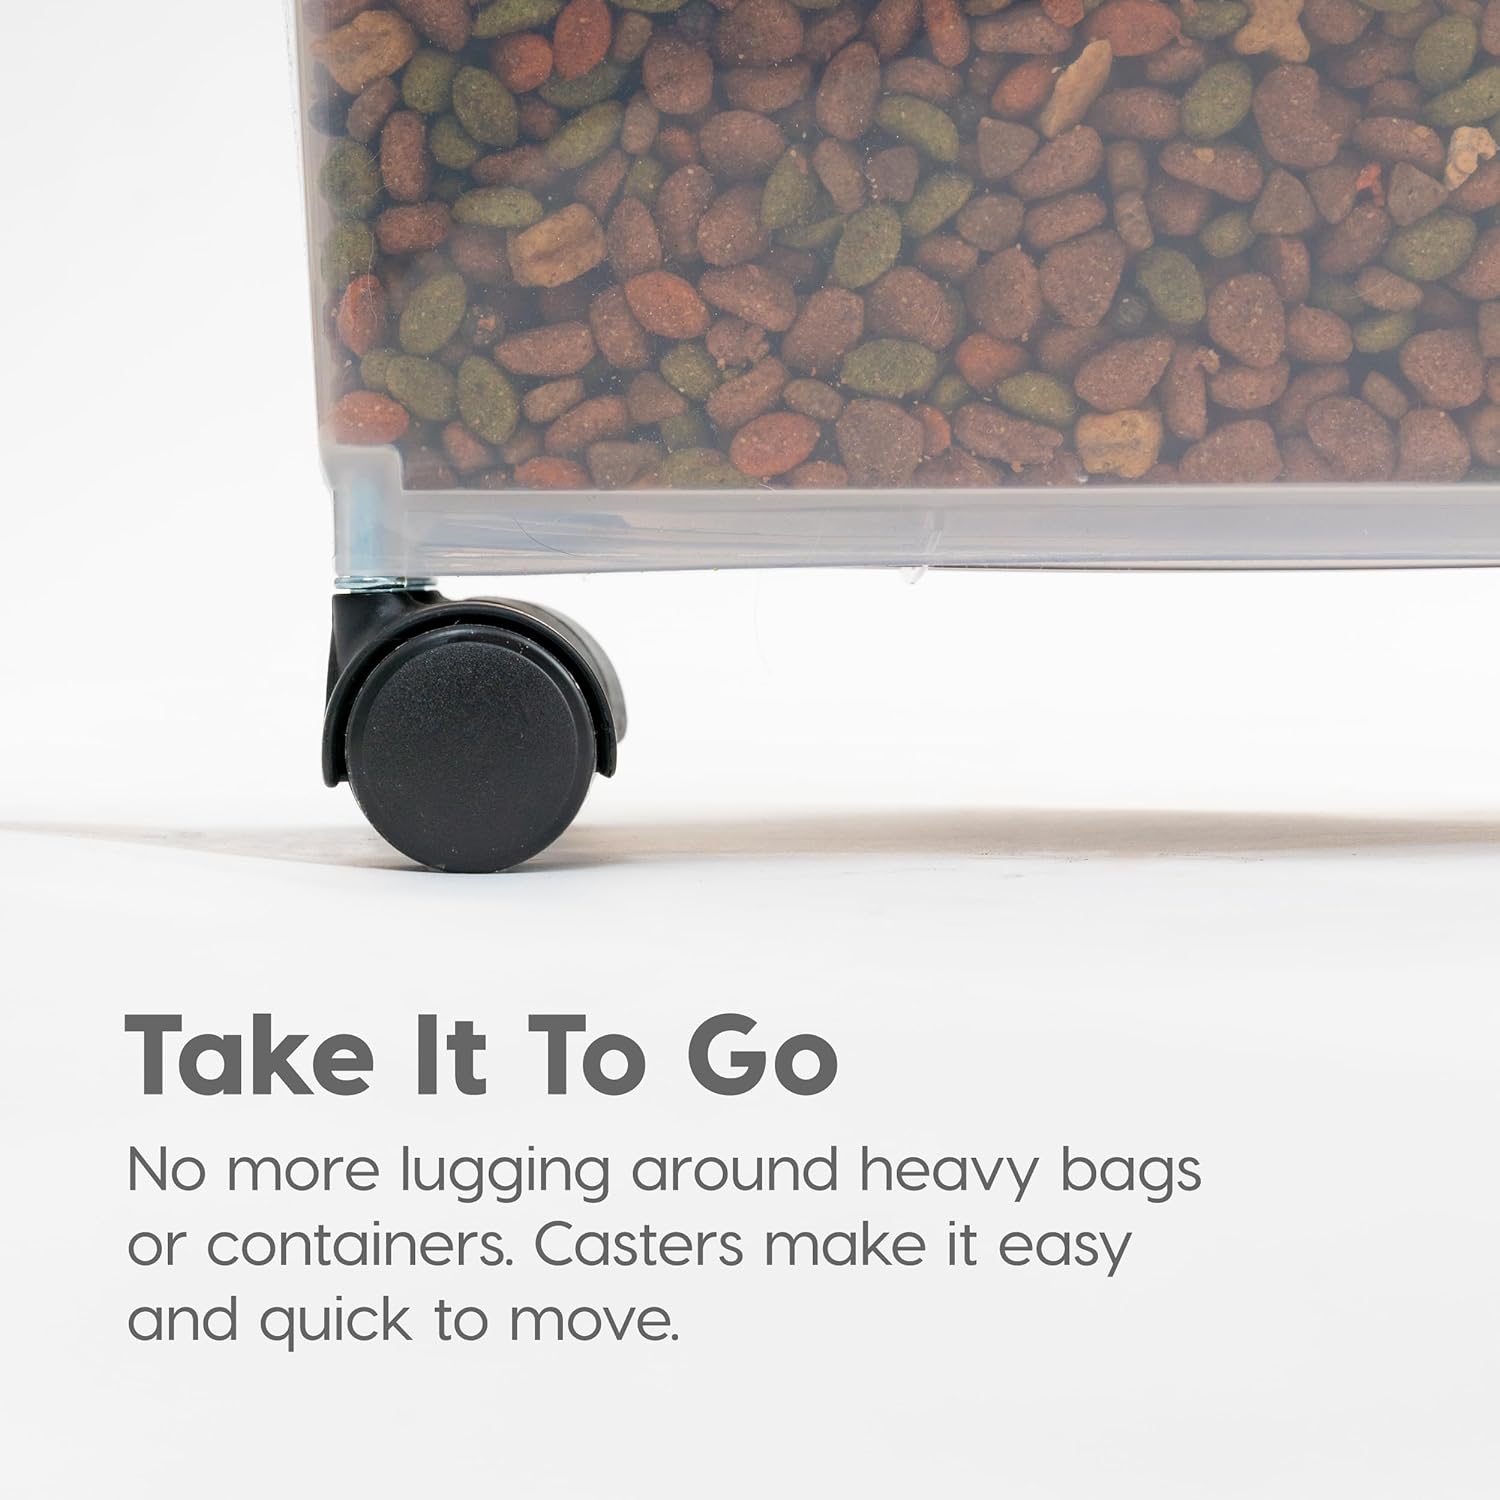 Take It To Go
No more lugging around heavy bags
or containers. Casters make it easy
and quick to move.